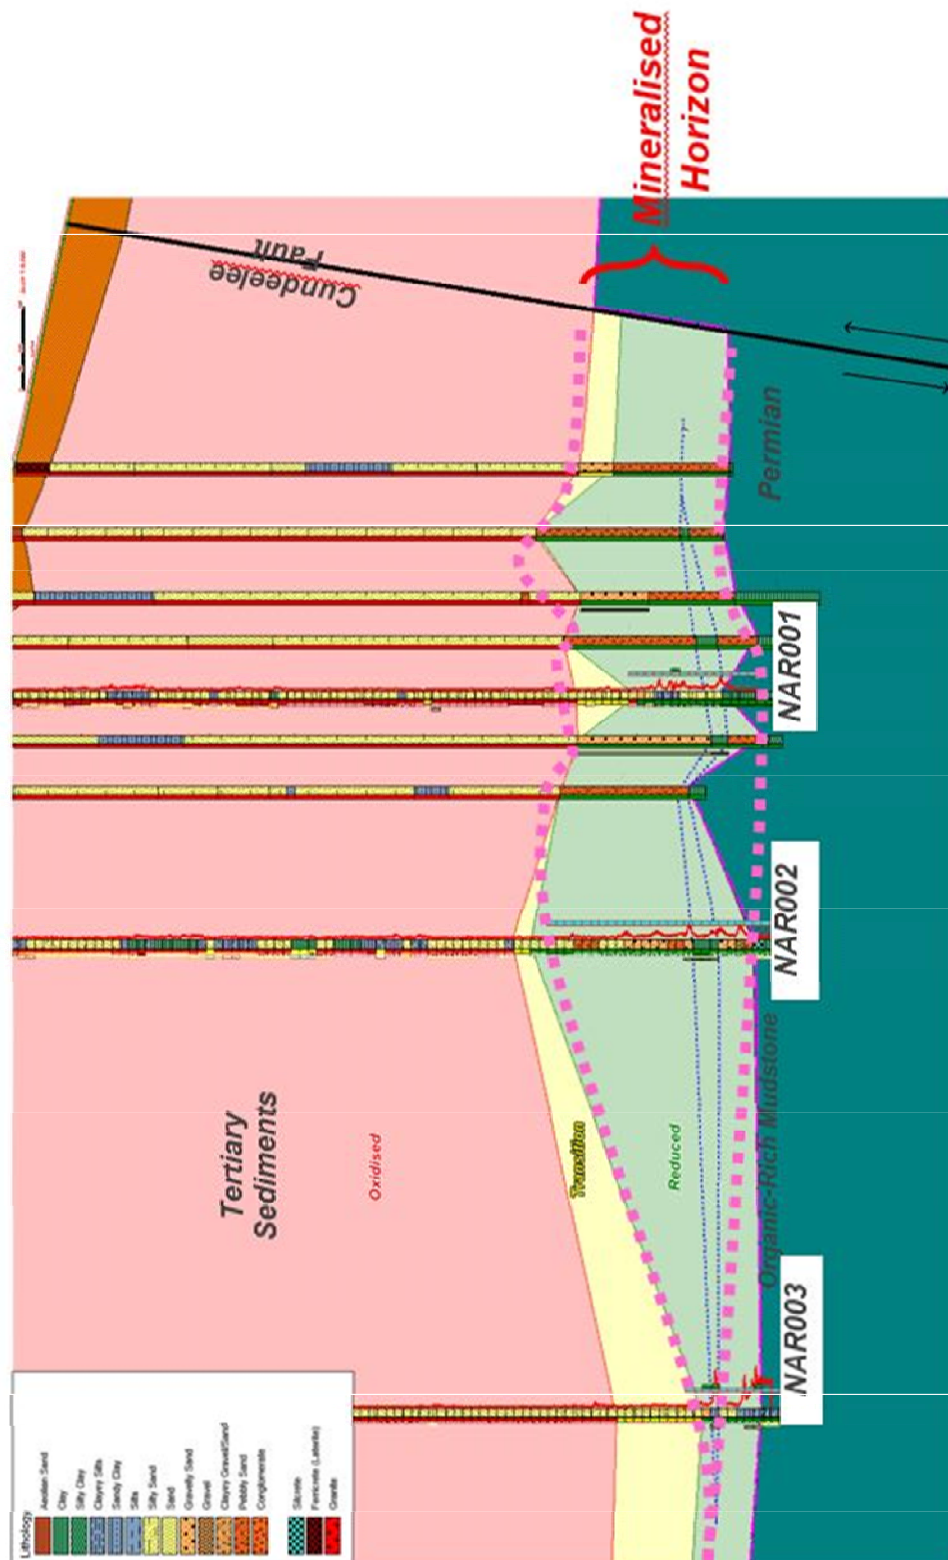 Mineralised
Horizon
Cundeelee
Fault
Permian
NAR001
NAR002
Tertiary
Sediments
Oxidised
Transition
Reduced
Organic-Rich Mudstone
NAR003
Lithology
Aeolian Sand
Clay
Silty Clay
Clayey Silts
Sandy Clay
Silts
Silty Sand
Sand
Gravelly Sand
Gravel
Clayey Gravel/Sand
Pebbly Sand
Conglomerate
Silcrete
Ferricrete (Laterite)
Granite